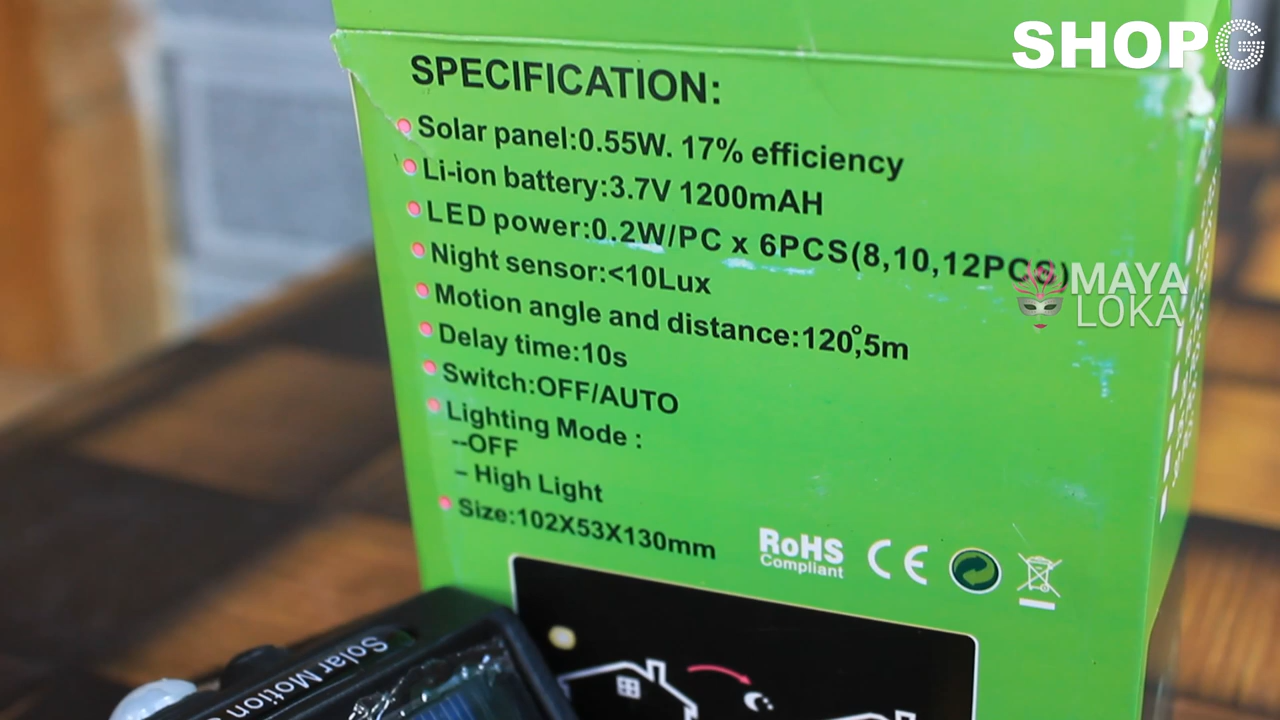 SHOPG
SPECIFICATION:
Solar panel:0.55W. 17% efficiency
Li-ion battery:3.7V 1200mAH
LED power:0.2W/PC x 6PCS(8,10,12PCS)
Night sensor:<10Lux
MAYA
LOKA
Motion angle and distance:120°,5m
Delay time:10s
Switch:OFF/AUTO
Lighting Mode :
--OFF
– High Light
Size:102X53X130mm
RoHS
Compliant
CE
Solar Motion